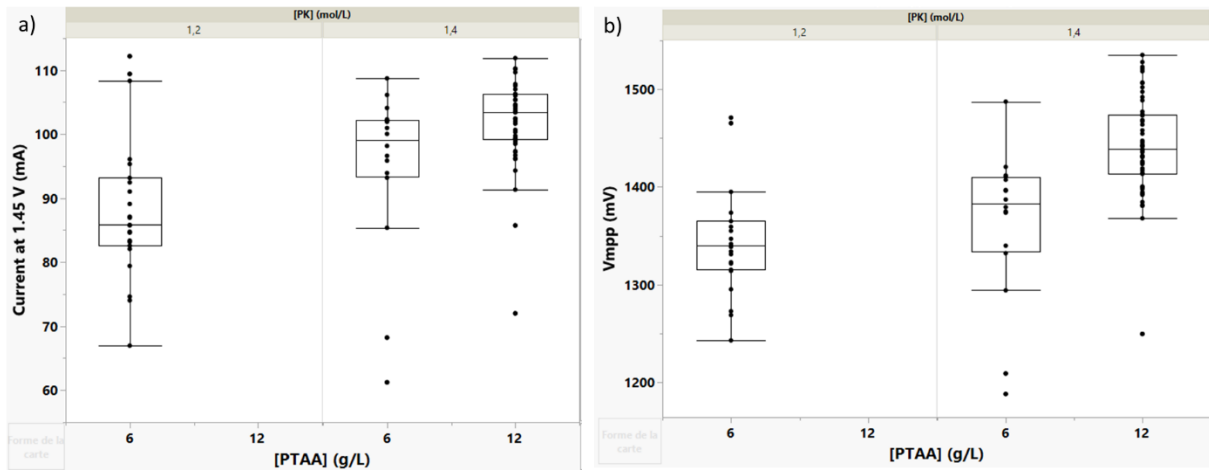 a)
[PK] (mol/L)
1,2 1,4
Current at 1.45 V (mA)
110
100
90
80
70
60
6 12 6 12
[PTAA] (g/L)
Forme de la
carte
b)
[PK] (mol/L)
1,2 1,4
Vmpp (mV)
1500
1400
1300
1200
6 12 6 12
[PTAA] (g/L)
Forme de la
carte